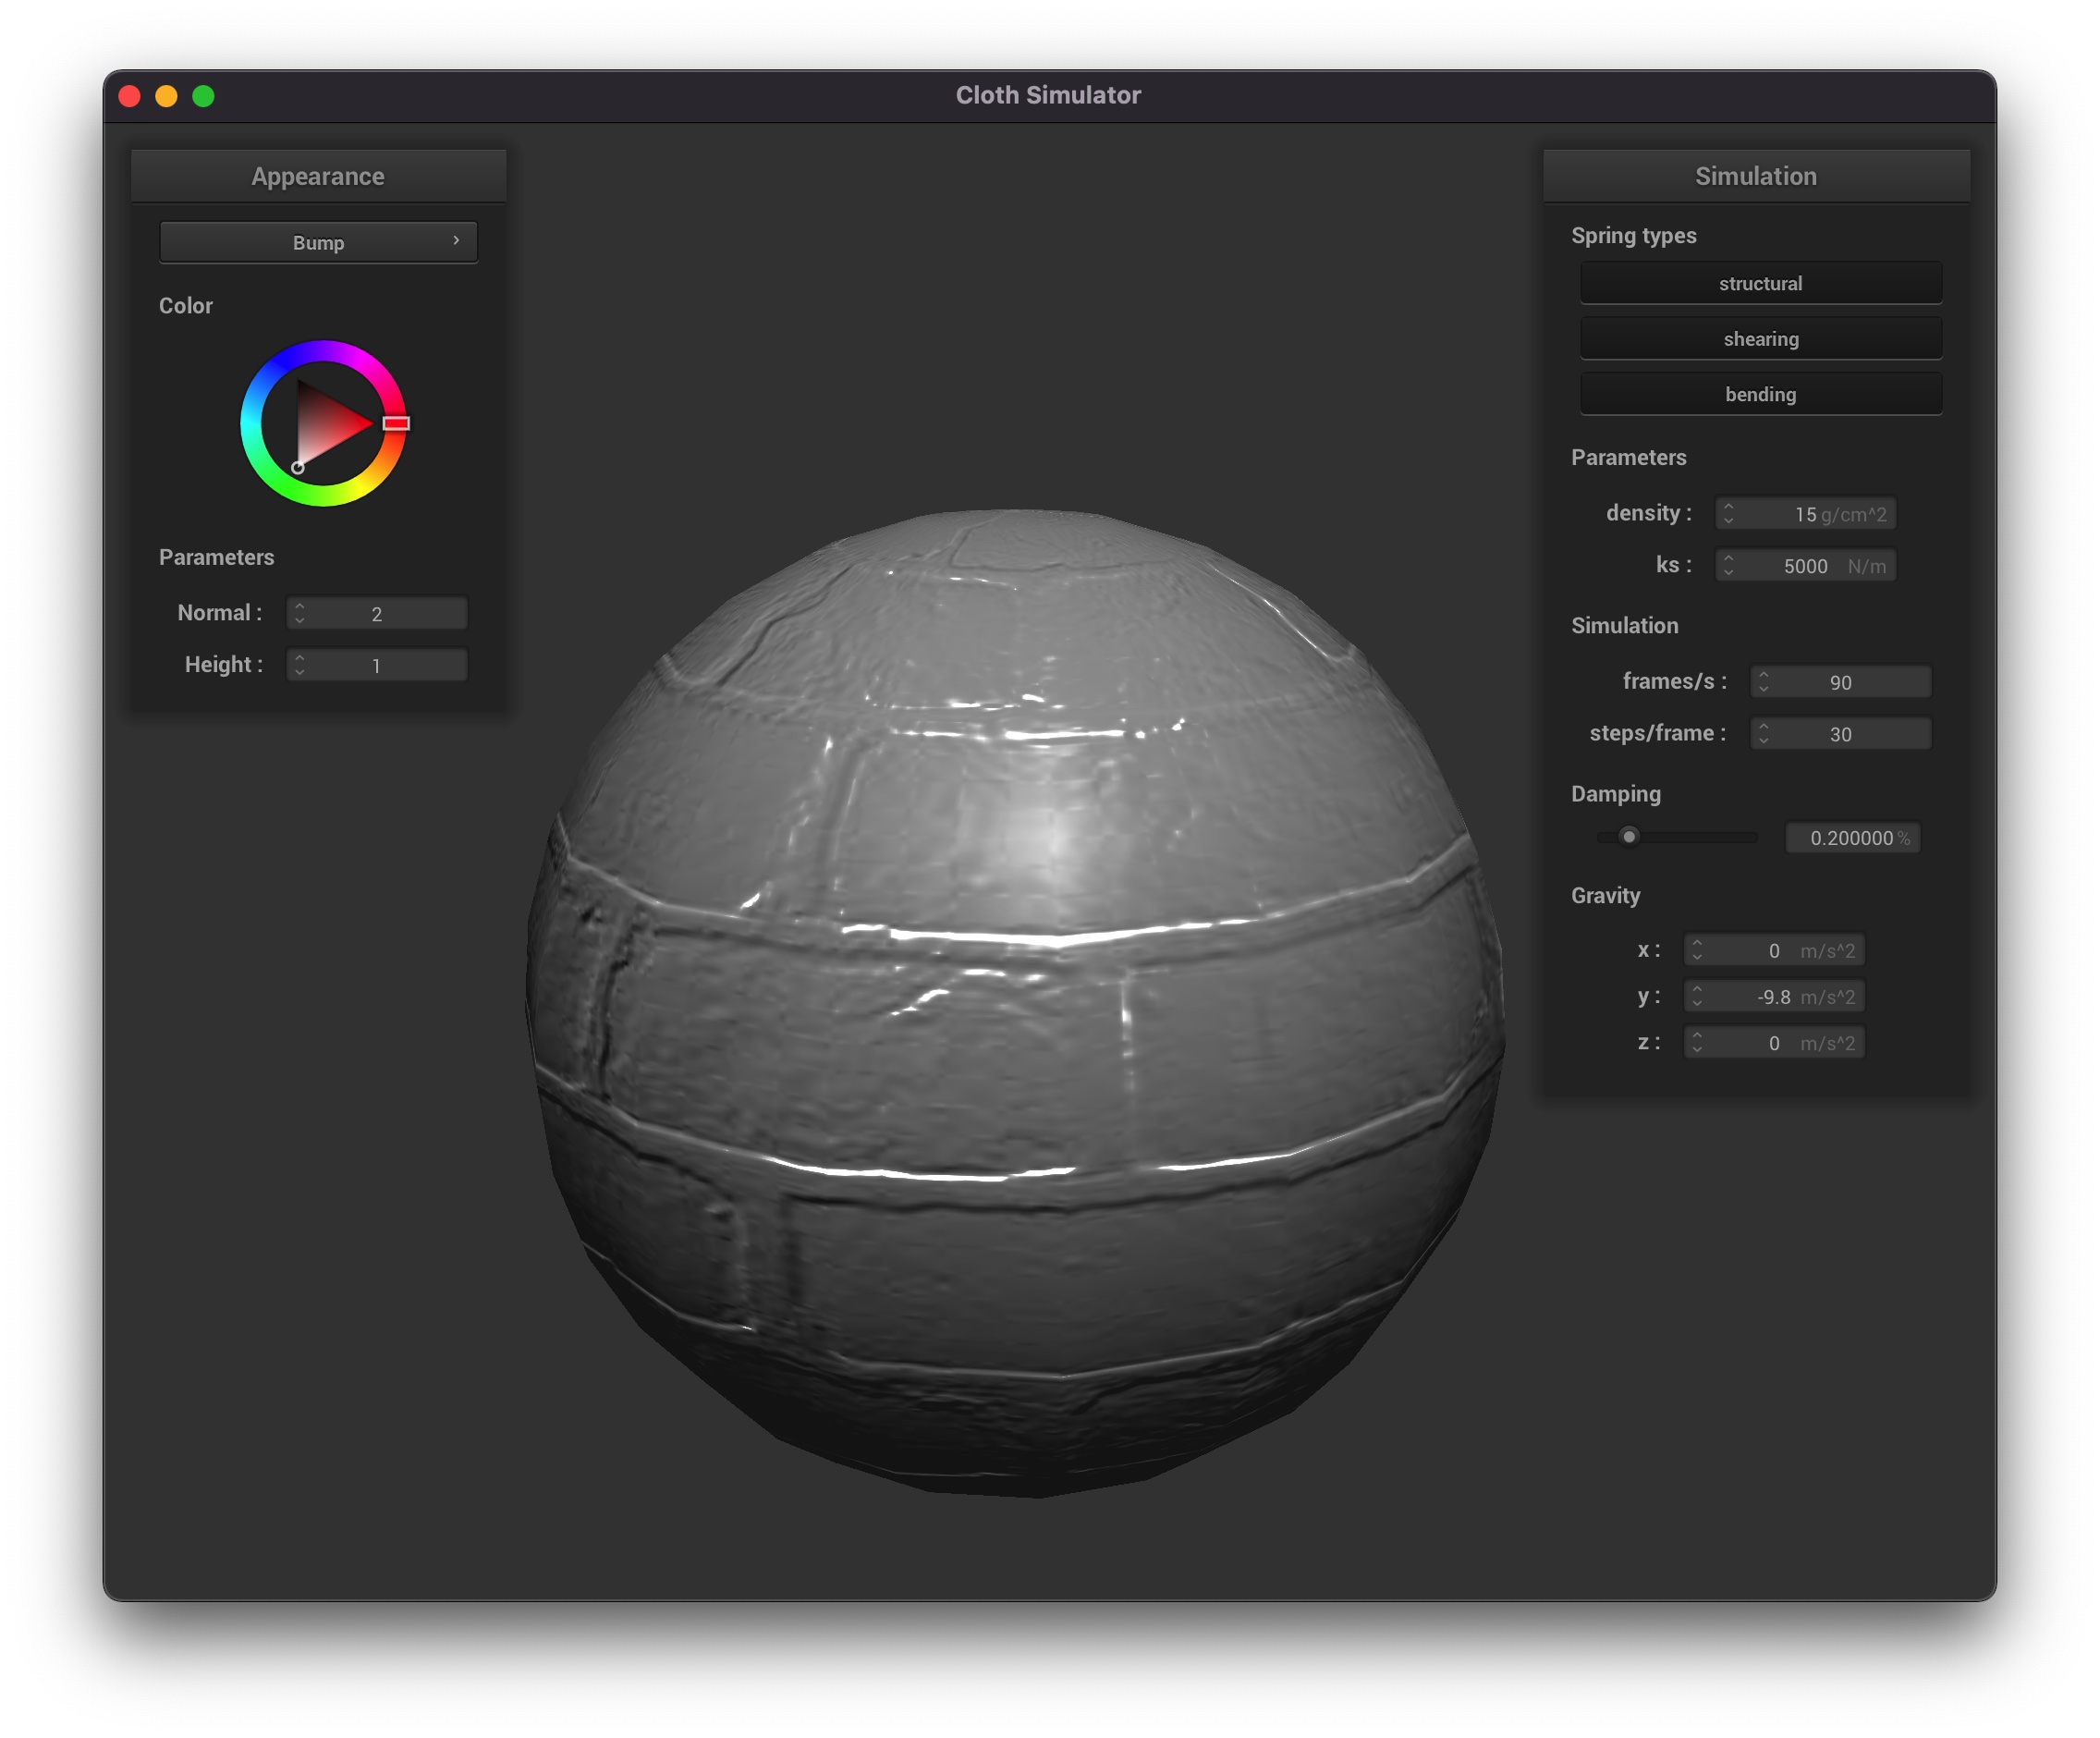 Cloth Simulator
Appearance
Bump
Color
Parameters
Normal : 2
Height : 1
Simulation
Spring types
structural
shearing
bending
Parameters
density : 15 g/cm^2
ks : 5000 N/m
Simulation
frames/s : 90
steps/frame : 30
Damping
0.200000 %
Gravity
x : 0 m/s^2
y : -9.8 m/s^2
z : 0 m/s^2